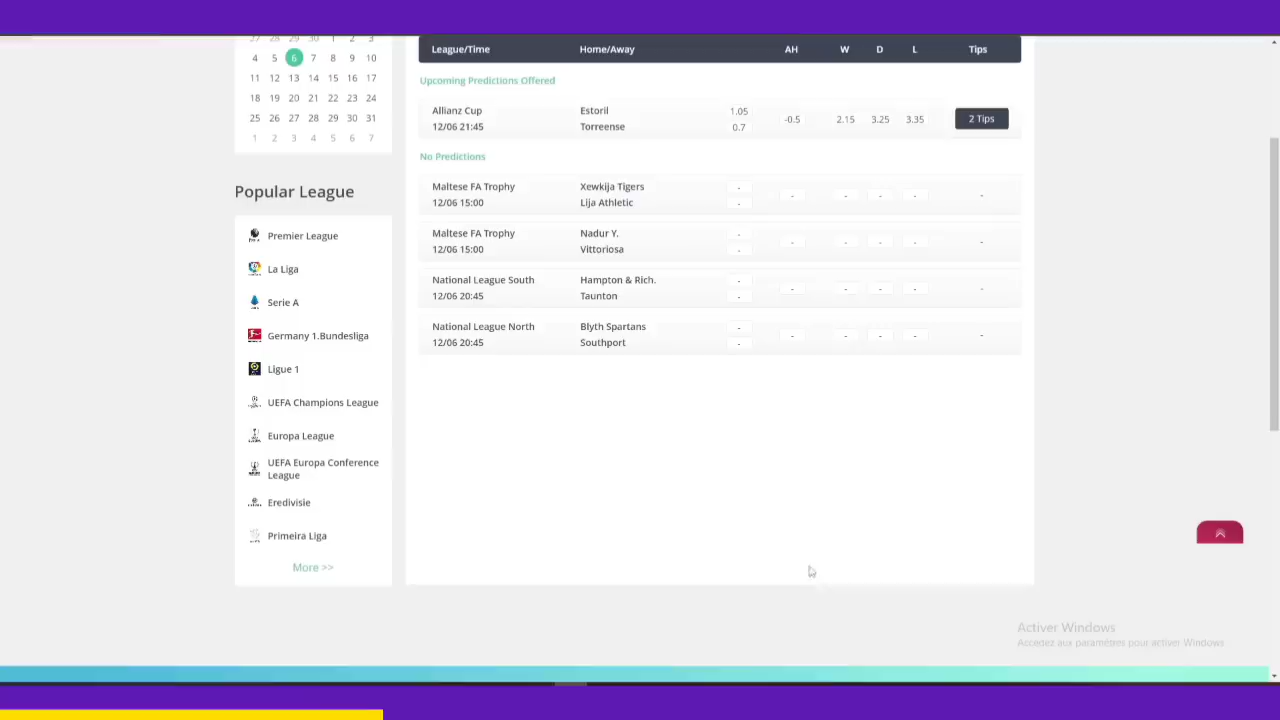 27 28 29 30 1 2 3
4 5 6 7 8 9 10
11 12 13 14 15 16 17
18 19 20 21 22 23 24
25 26 27 28 29 30 31
1 2 3 4 5 6 7
Popular League
Premier League
La Liga
Serie A
Germany 1.Bundesliga
Ligue 1
UEFA Champions League
Europa League
UEFA Europa Conference
League
Eredivisie
Primeira Liga
More >>
League/Time Home/Away AH W D L Tips
Upcoming Predictions Offered
Allianz Cup Estoril 1.05
-0.5 2.15 3.25 3.35 2 Tips
12/06 21:45 Torreense 0.7
No Predictions
Maltese FA Trophy Xewkija Tigers -
- - - - -
12/06 15:00 Lija Athletic -
Maltese FA Trophy Nadur Y. -
- - - - -
12/06 15:00 Vittoriosa -
National League South Hampton & Rich. -
- - - - -
12/06 20:45 Taunton -
National League North Blyth Spartans -
- - - - -
12/06 20:45 Southport -
Activer Windows
Accédez aux paramètres pour activer Windows